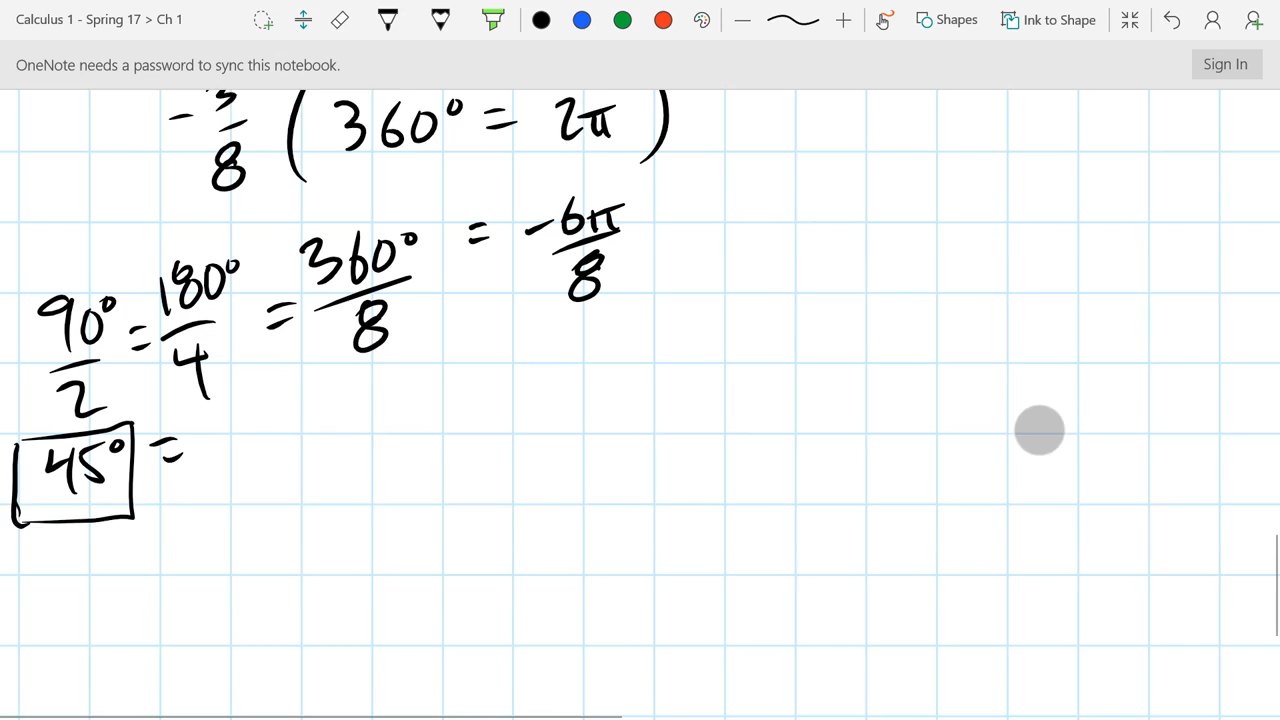 Calculus 1 - Spring 17 > Ch 1
Shapes
Ink to Shape
OneNote needs a password to sync this notebook.
Sign In
- 3/8 ( 360° = 2π )
90°/2 = 180°/4 = 360°/8 = -6π/8
45° =